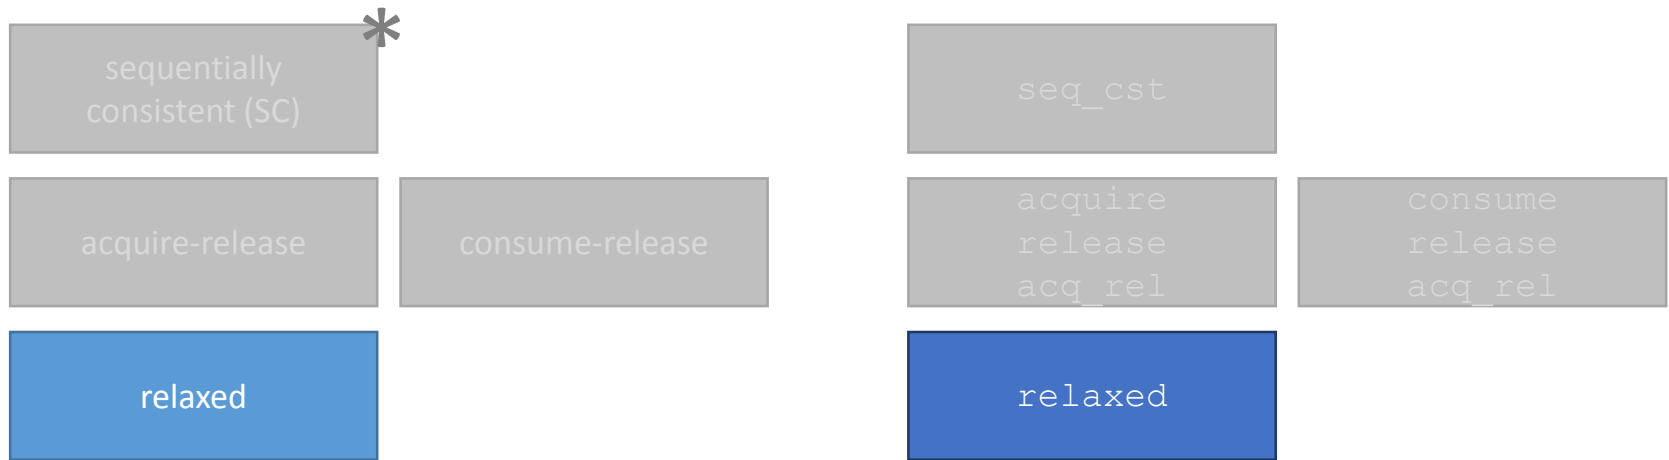 *
sequentially
consistent (SC)
seq_cst
acquire-release
consume-release
acquire
release
acq_rel
consume
release
acq_rel
relaxed
relaxed